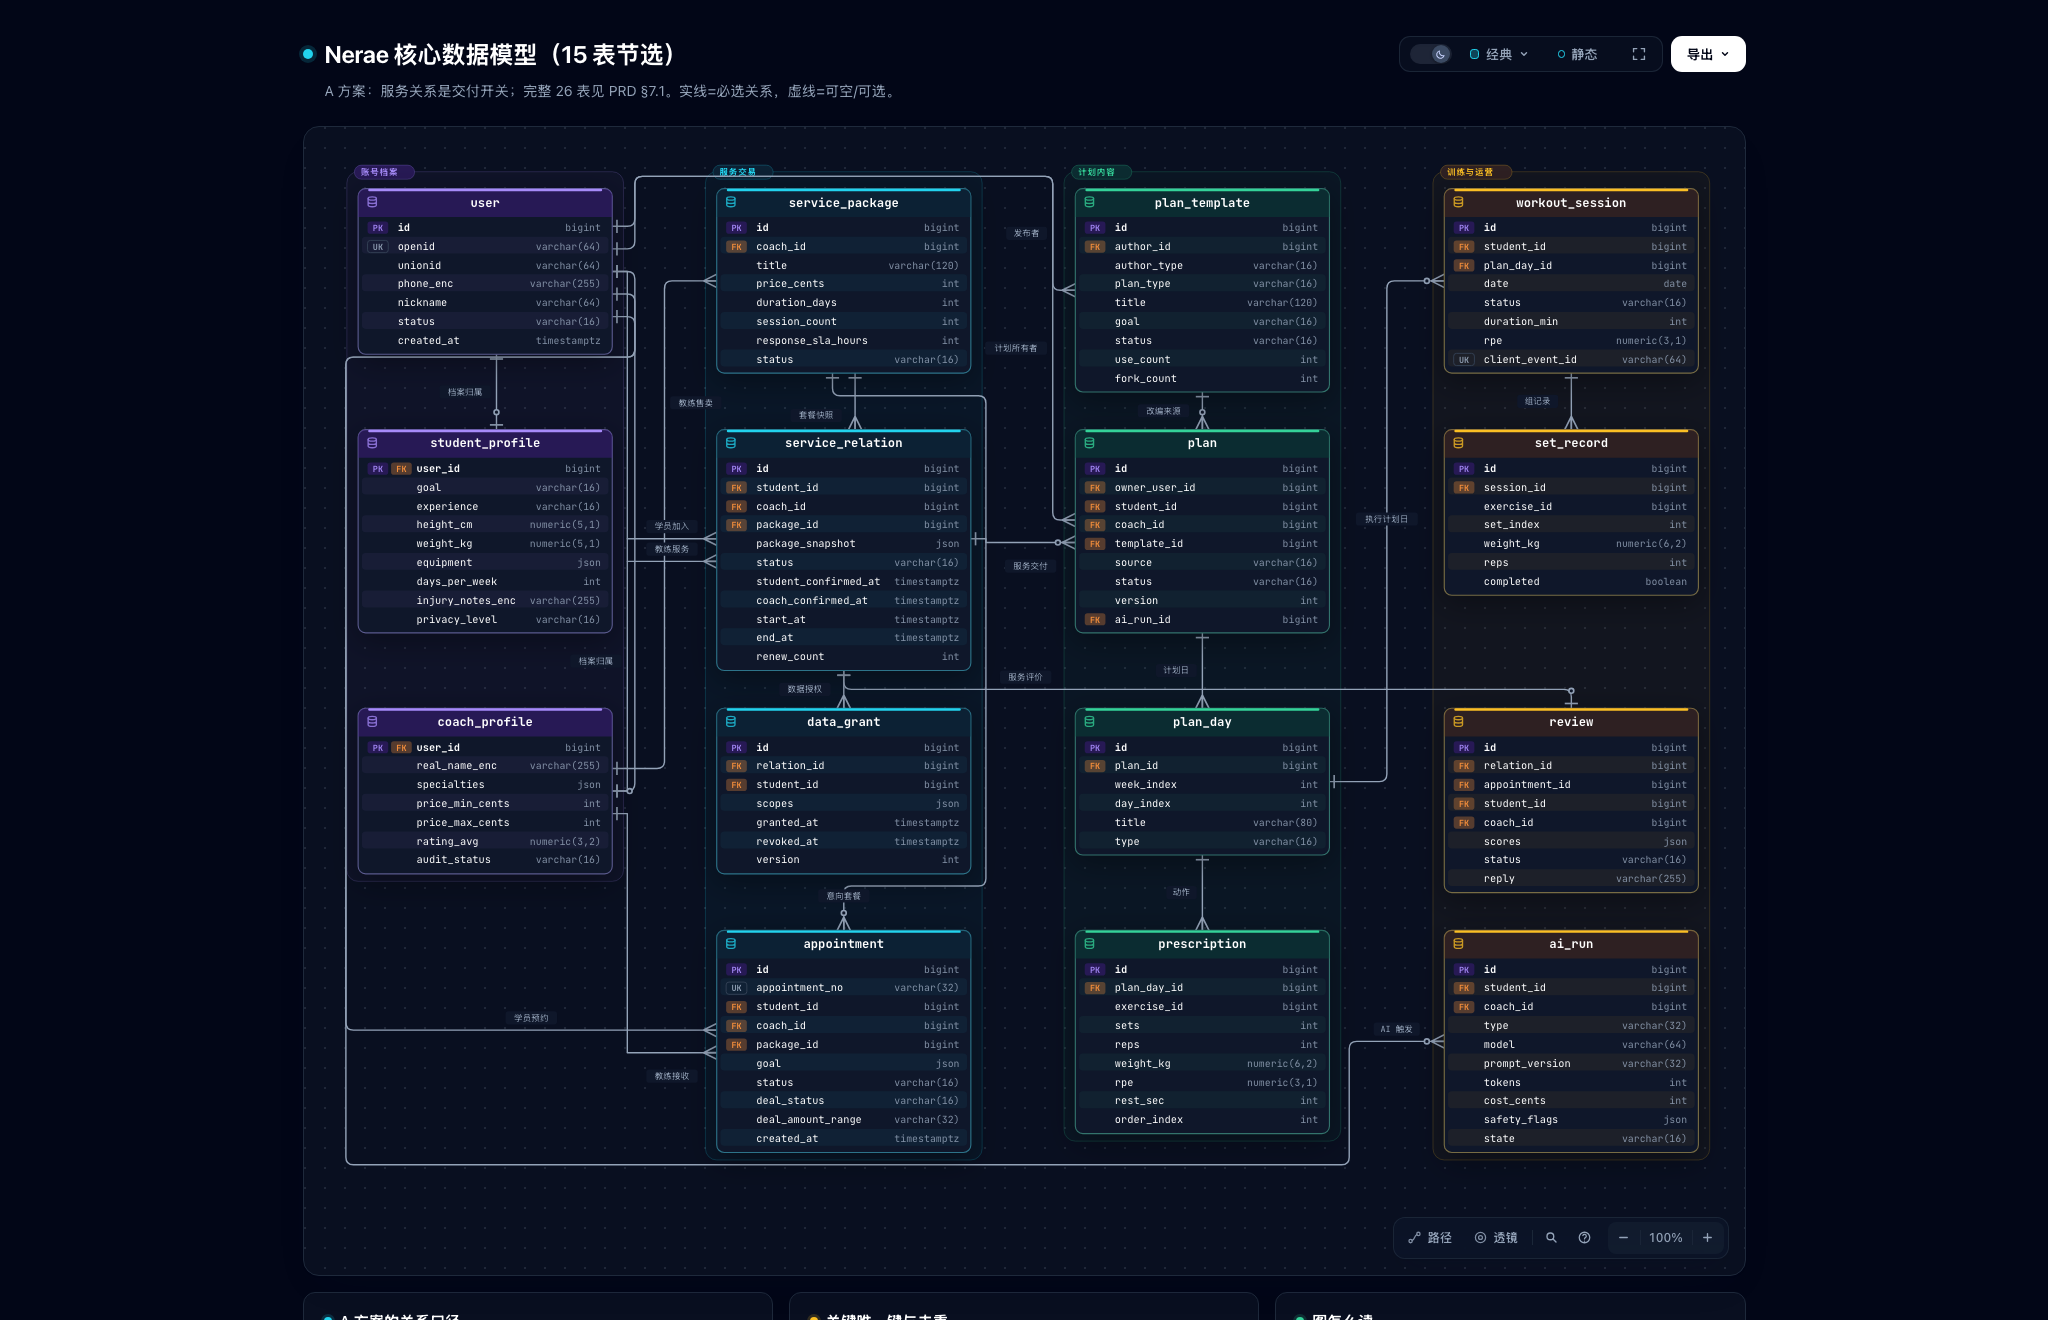 Nerae 核心数据模型（15 表节选）
经典
静态
导出
A 方案：服务关系是交付开关；完整 26 表见 PRD §7.1。实线=必选关系，虚线=可空/可选。
账号档案
user
PK id bigint
UK openid varchar(64)
unionid varchar(64)
phone_enc varchar(255)
nickname varchar(64)
status varchar(16)
created_at timestamptz
档案归属
student_profile
PK FK user_id bigint
goal varchar(16)
experience varchar(16)
height_cm numeric(5,1)
weight_kg numeric(5,1)
equipment json
days_per_week int
injury_notes_enc varchar(255)
privacy_level varchar(16)
档案归属
coach_profile
PK FK user_id bigint
real_name_enc varchar(255)
specialties json
price_min_cents int
price_max_cents int
rating_avg numeric(3,2)
audit_status varchar(16)
学员预约
教练售卖
学员加入
教练服务
教练接收
服务交易
service_package
PK id bigint
FK coach_id bigint
title varchar(120)
price_cents int
duration_days int
session_count int
response_sla_hours int
status varchar(16)
套餐快照
service_relation
PK id bigint
FK student_id bigint
FK coach_id bigint
FK package_id bigint
package_snapshot json
status varchar(16)
student_confirmed_at timestamptz
coach_confirmed_at timestamptz
start_at timestamptz
end_at timestamptz
renew_count int
数据授权
data_grant
PK id bigint
FK relation_id bigint
FK student_id bigint
scopes json
granted_at timestamptz
revoked_at timestamptz
version int
意向套餐
appointment
PK id bigint
UK appointment_no varchar(32)
FK student_id bigint
FK coach_id bigint
FK package_id bigint
goal json
status varchar(16)
deal_status varchar(16)
deal_amount_range varchar(32)
created_at timestamptz
发布者
计划所有者
服务交付
服务评价
计划内容
plan_template
PK id bigint
FK author_id bigint
author_type varchar(16)
plan_type varchar(16)
title varchar(120)
goal varchar(16)
status varchar(16)
use_count int
fork_count int
改编来源
plan
PK id bigint
FK owner_user_id bigint
FK student_id bigint
FK coach_id bigint
FK template_id bigint
source varchar(16)
status varchar(16)
version int
FK ai_run_id bigint
计划日
plan_day
PK id bigint
FK plan_id bigint
week_index int
day_index int
title varchar(80)
type varchar(16)
动作
prescription
PK id bigint
FK plan_day_id bigint
exercise_id bigint
sets int
reps int
weight_kg numeric(6,2)
rpe numeric(3,1)
rest_sec int
order_index int
执行计划日
AI 触发
训练与运营
workout_session
PK id bigint
FK student_id bigint
FK plan_day_id bigint
date date
status varchar(16)
duration_min int
rpe numeric(3,1)
UK client_event_id varchar(64)
组记录
set_record
PK id bigint
FK session_id bigint
exercise_id bigint
set_index int
weight_kg numeric(6,2)
reps int
completed boolean
review
PK id bigint
FK relation_id bigint
FK appointment_id bigint
FK student_id bigint
FK coach_id bigint
scores json
status varchar(16)
reply varchar(255)
ai_run
PK id bigint
FK student_id bigint
FK coach_id bigint
type varchar(32)
model varchar(64)
prompt_version varchar(32)
tokens int
cost_cents int
safety_flags json
state varchar(16)
路径
透镜
100%
A 方案的关系口径